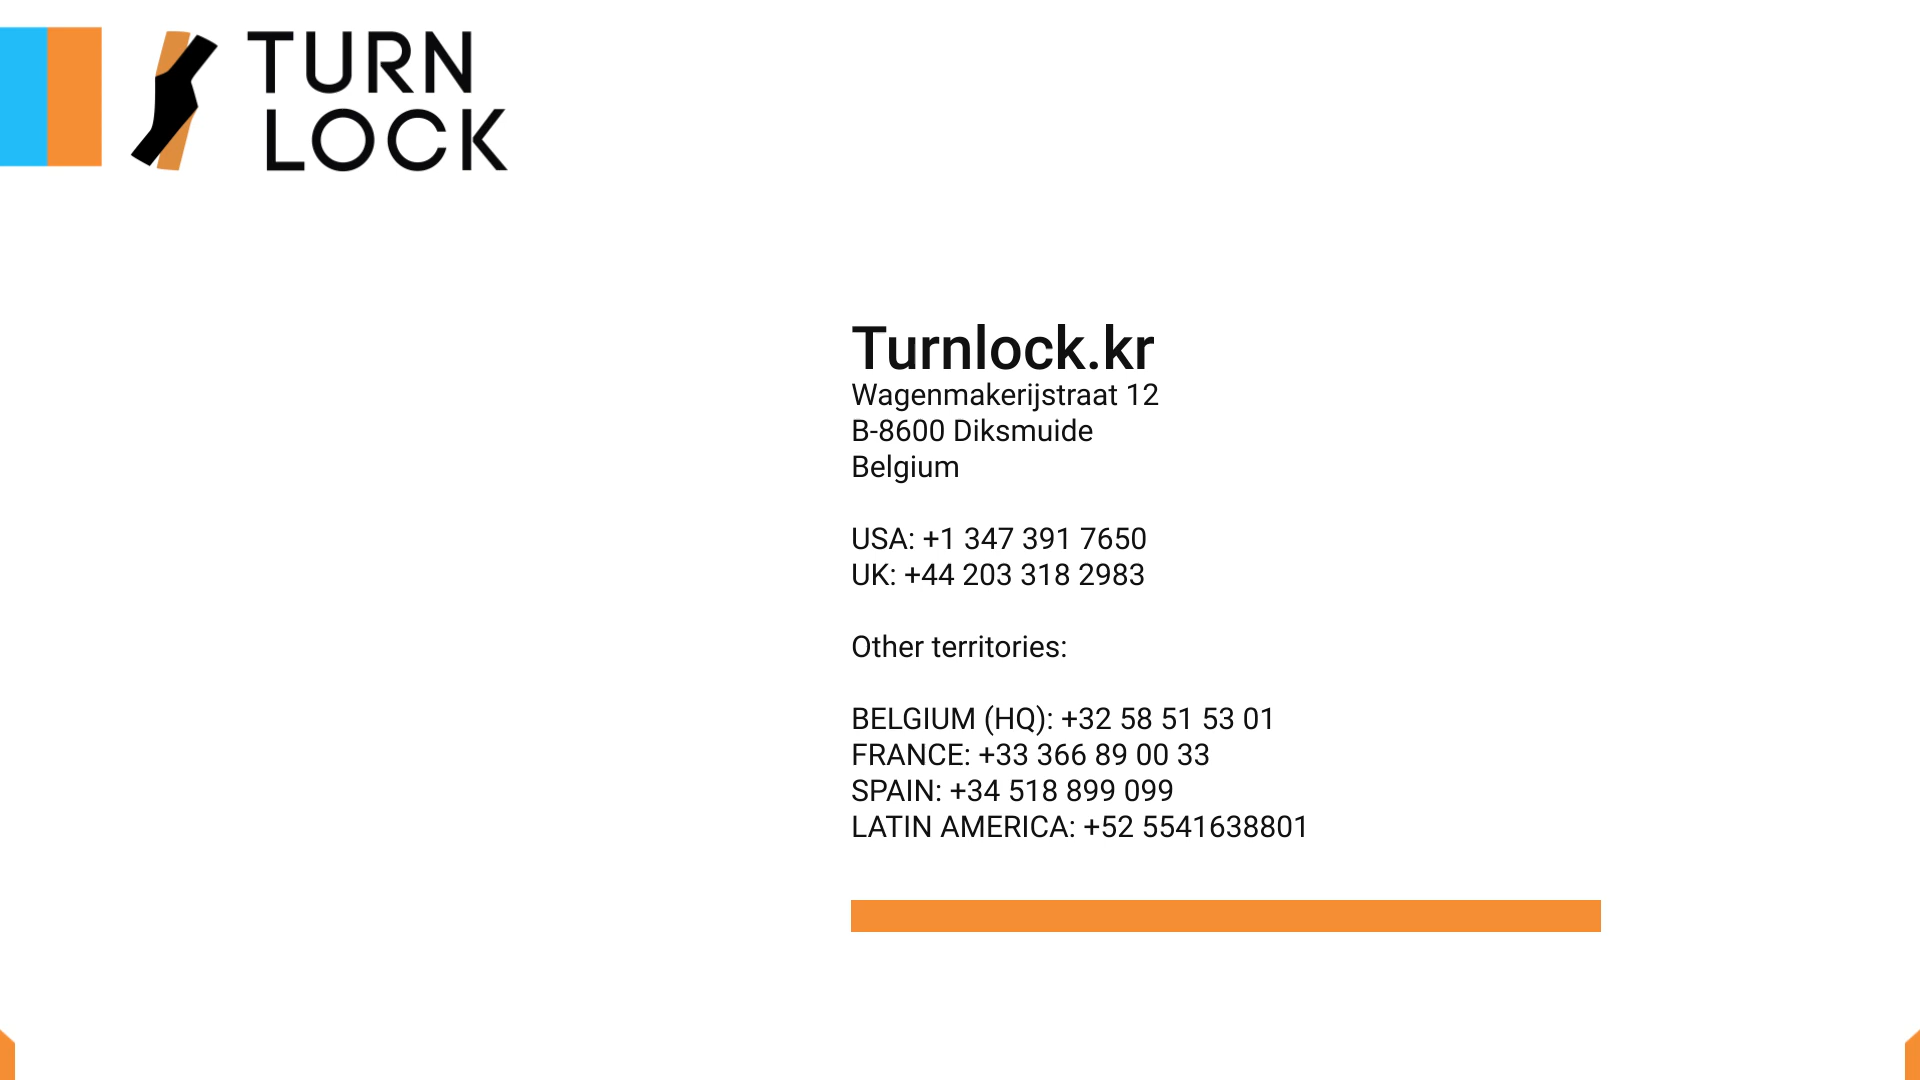 TURN
LOCK
Turnlock.kr
Wagenmakerijstraat 12
B-8600 Diksmuide
Belgium
USA: +1 347 391 7650
UK: +44 203 318 2983
Other territories:
BELGIUM (HQ): +32 58 51 53 01
FRANCE: +33 366 89 00 33
SPAIN: +34 518 899 099
LATIN AMERICA: +52 5541638801